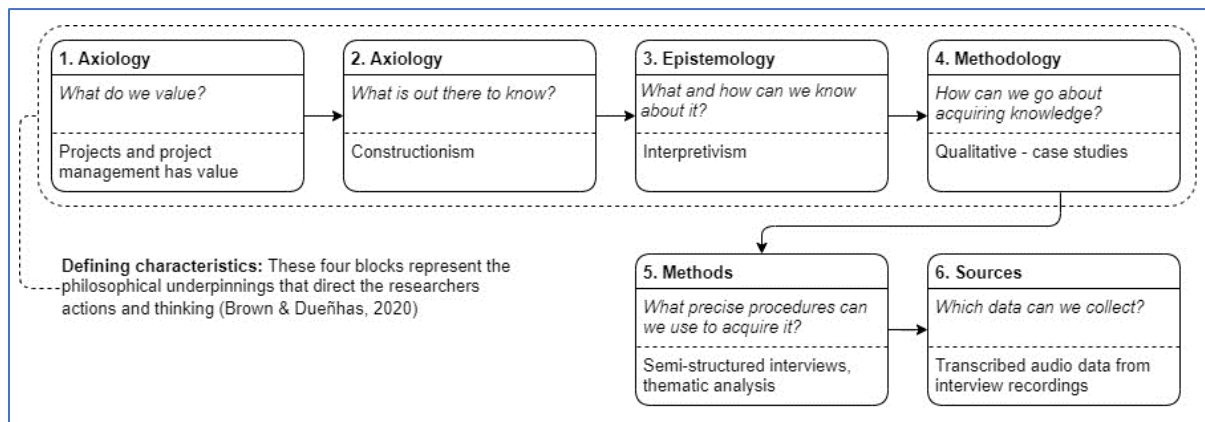 1. Axiology
What do we value?
Projects and project
management has value
2. Axiology
What is out there to know?
Constructionism
3. Epistemology
What and how can we know
about it?
Interpretivism
4. Methodology
How can we go about
acquiring knowledge?
Qualitative - case studies
Defining characteristics: These four blocks represent the
philosophical underpinnings that direct the researchers
actions and thinking (Brown & Dueñhas, 2020)
5. Methods
What precise procedures can
we use to acquire it?
Semi-structured interviews,
thematic analysis
6. Sources
Which data can we collect?
Transcribed audio data from
interview recordings